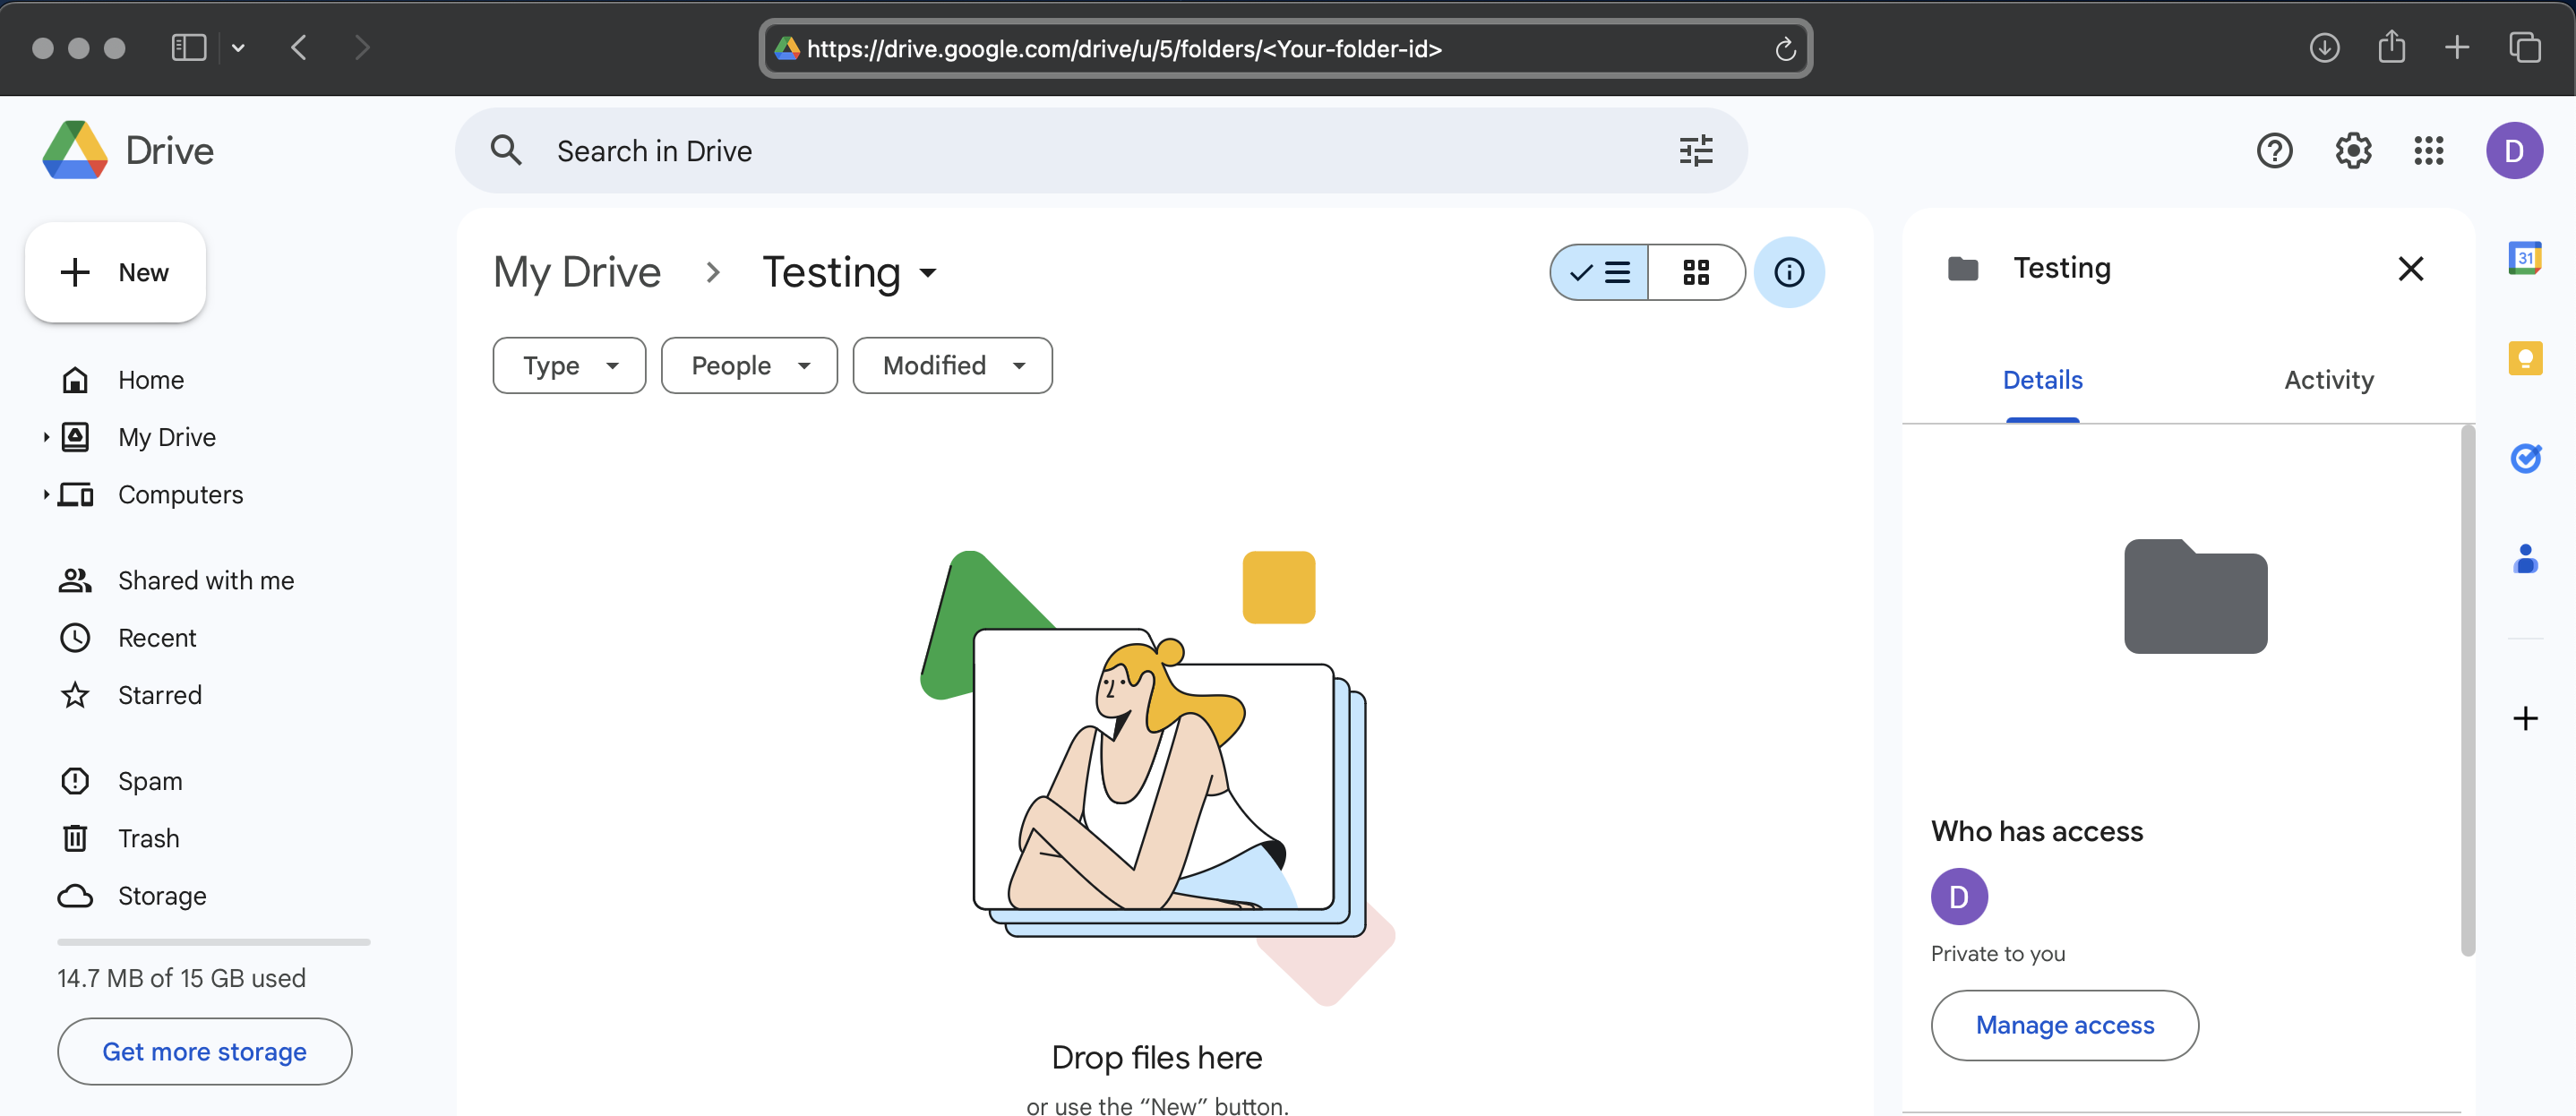 https://drive.google.com/drive/u/5/folders/<Your-folder-id>
Drive
Search in Drive
D
New
Home
My Drive
Computers
Shared with me
Recent
Starred
Spam
Trash
Storage
14.7 MB of 15 GB used
Get more storage
My Drive > Testing
Type
People
Modified
Drop files here
or use the “New” button.
Testing
Details
Activity
Who has access
D
Private to you
Manage access
31